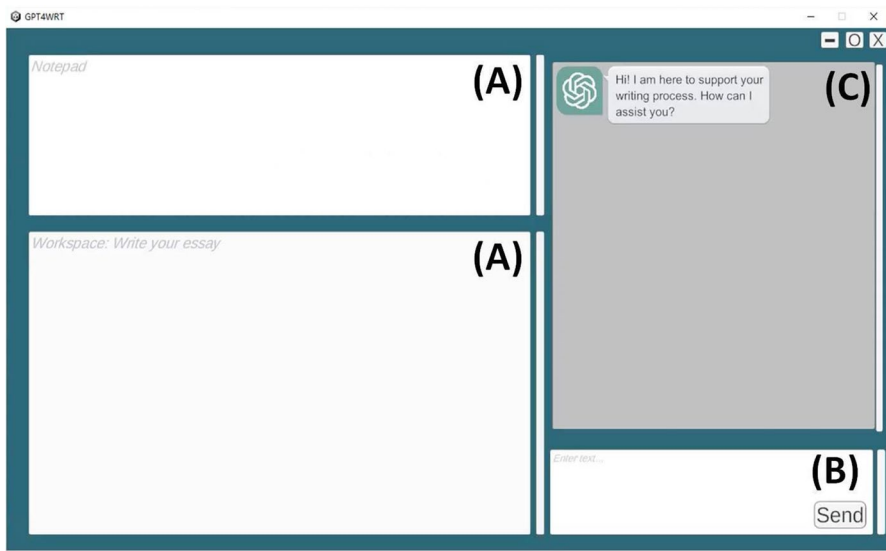 GPT4WRT
Notepad
(A)
Workspace: Write your essay
(A)
Hi! I am here to support your
writing process. How can I
assist you?
(C)
Enter text...
(B)
Send